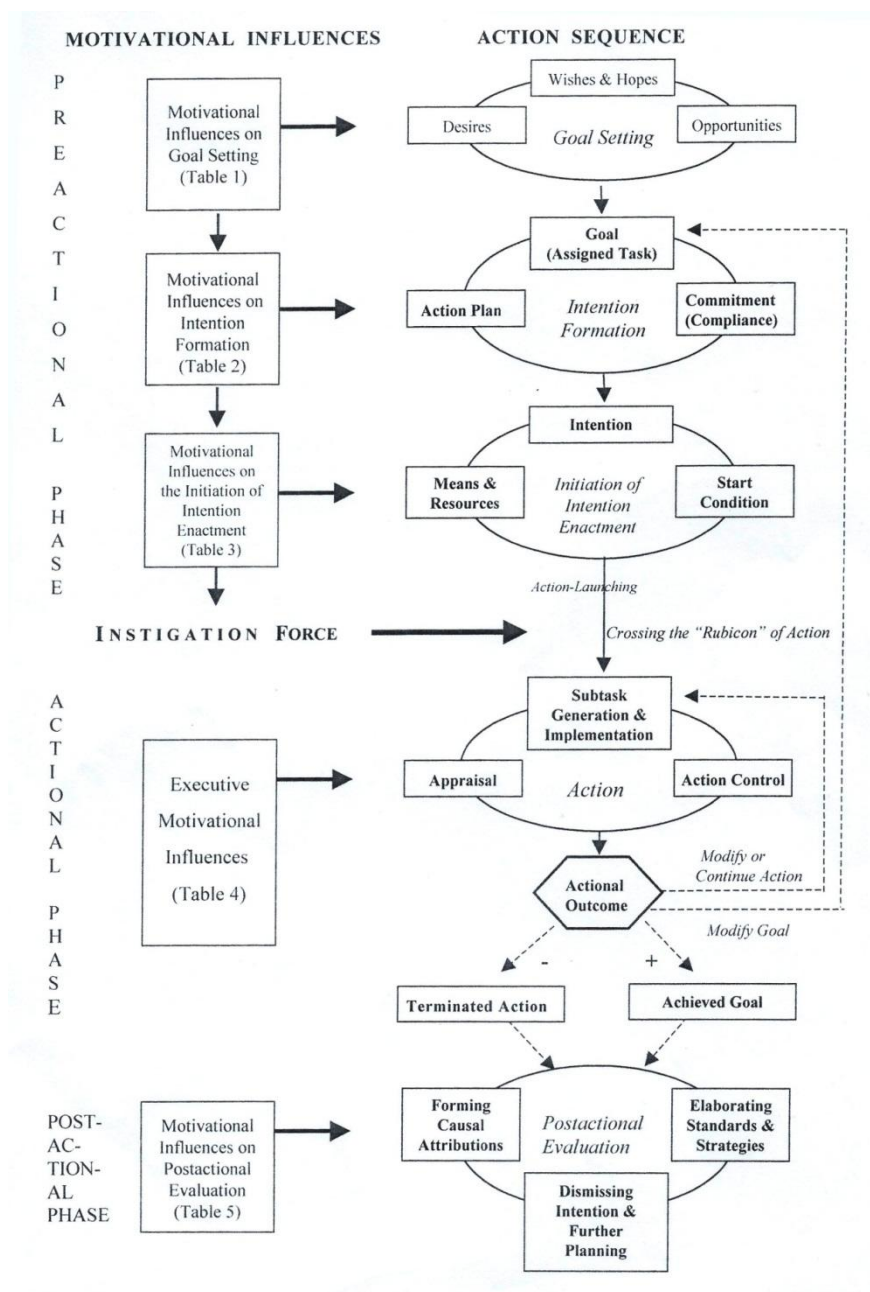 MOTIVATIONAL INFLUENCES
ACTION SEQUENCE
P
R
E
A
C
T
I
O
N
A
L
P
H
A
S
E
Motivational
Influences on
Goal Setting
(Table 1)
Wishes & Hopes
Desires
Opportunities
Goal Setting
Motivational
Influences on
Intention
Formation
(Table 2)
Goal
(Assigned Task)
Action Plan
Intention
Formation
Commitment
(Compliance)
Motivational
Influences on
the Initiation of
Intention
Enactment
(Table 3)
Intention
Means &
Resources
Initiation of
Intention
Enactment
Start
Condition
Action-Launching
INSTIGATION FORCE
Crossing the "Rubicon" of Action
A
C
T
I
O
N
A
L
P
H
A
S
E
Executive
Motivational
Influences
(Table 4)
Subtask
Generation &
Implementation
Appraisal
Action
Action Control
Actional
Outcome
Modify or
Continue Action
Modify Goal
-
+
Terminated Action
Achieved Goal
POST-
AC-
TION-
AL
PHASE
Motivational
Influences on
Postactional
Evaluation
(Table 5)
Forming
Causal
Attributions
Postactional
Evaluation
Elaborating
Standards &
Strategies
Dismissing
Intention &
Further
Planning